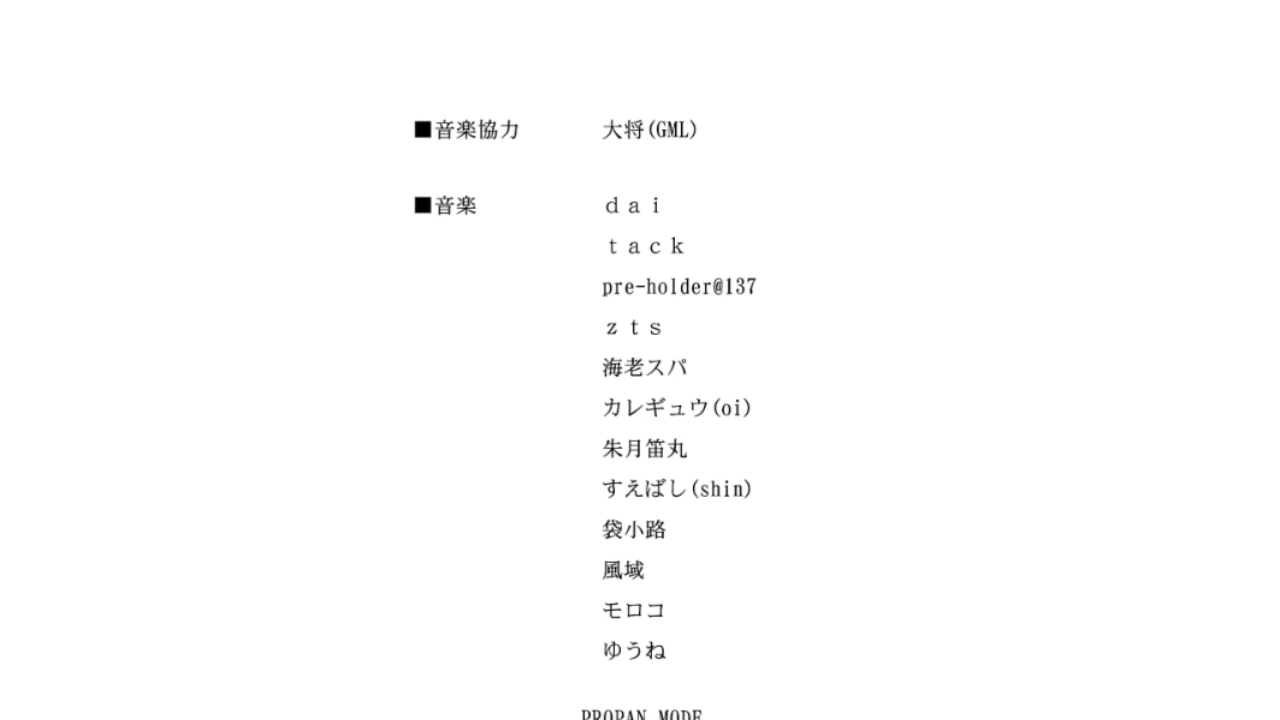 ■音楽協力 大将(GML)
■音楽 ｄａｉ
ｔａｃｋ
pre-holder@137
ｚｔｓ
海老スパ
カレギュウ(oi)
朱月笛丸
すえばし(shin)
袋小路
風域
モロコ
ゆうね
PROPAN MODE